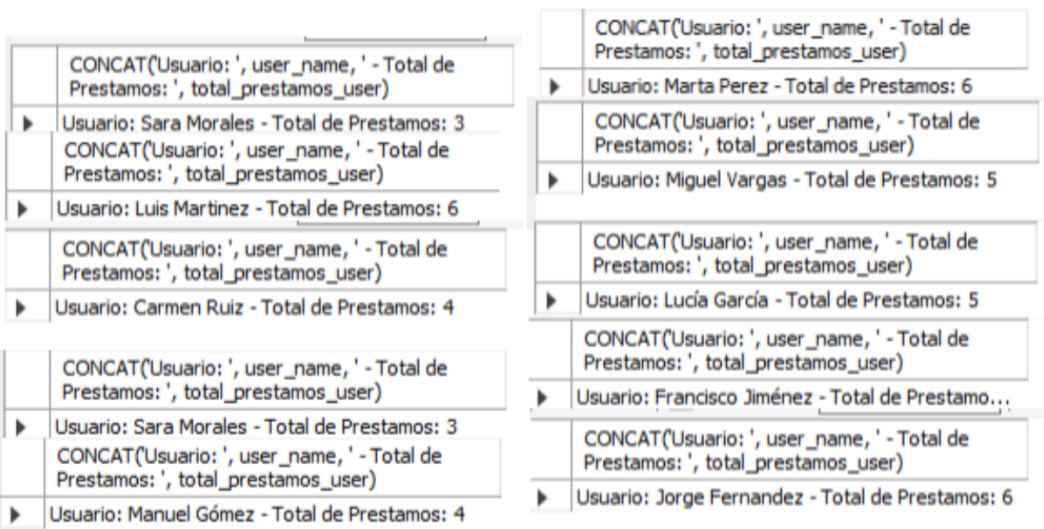 CONCAT('Usuario: ', user_name, ' - Total de
Prestamos: ', total_prestamos_user)
Usuario: Sara Morales - Total de Prestamos: 3
CONCAT('Usuario: ', user_name, ' - Total de
Prestamos: ', total_prestamos_user)
Usuario: Luis Martinez - Total de Prestamos: 6
CONCAT('Usuario: ', user_name, ' - Total de
Prestamos: ', total_prestamos_user)
Usuario: Carmen Ruiz - Total de Prestamos: 4
CONCAT('Usuario: ', user_name, ' - Total de
Prestamos: ', total_prestamos_user)
Usuario: Sara Morales - Total de Prestamos: 3
CONCAT('Usuario: ', user_name, ' - Total de
Prestamos: ', total_prestamos_user)
Usuario: Manuel Gómez - Total de Prestamos: 4
CONCAT('Usuario: ', user_name, ' - Total de
Prestamos: ', total_prestamos_user)
Usuario: Marta Perez - Total de Prestamos: 6
CONCAT('Usuario: ', user_name, ' - Total de
Prestamos: ', total_prestamos_user)
Usuario: Miguel Vargas - Total de Prestamos: 5
CONCAT('Usuario: ', user_name, ' - Total de
Prestamos: ', total_prestamos_user)
Usuario: Lucía García - Total de Prestamos: 5
CONCAT('Usuario: ', user_name, ' - Total de
Prestamos: ', total_prestamos_user)
Usuario: Francisco Jiménez - Total de Prestamo...
CONCAT('Usuario: ', user_name, ' - Total de
Prestamos: ', total_prestamos_user)
Usuario: Jorge Fernandez - Total de Prestamos: 6